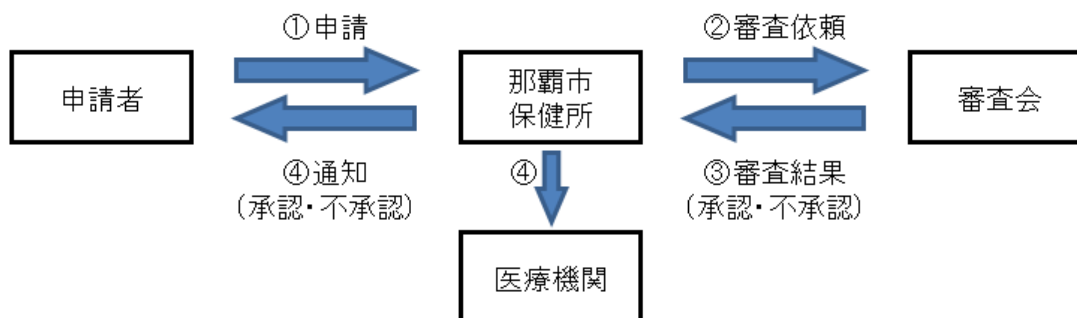 ①申請
②審査依頼
申請者
那覇市
保健所
審査会
④通知
(承認・不承認)
④
③審査結果
(承認・不承認)
医療機関